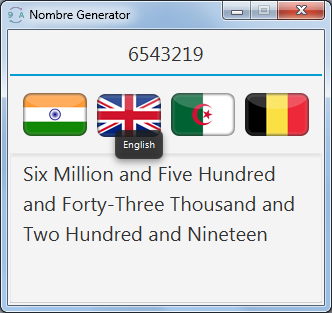 Nombre Generator
6543219
English
Six Million and Five Hundred
and Forty-Three Thousand and
Two Hundred and Nineteen